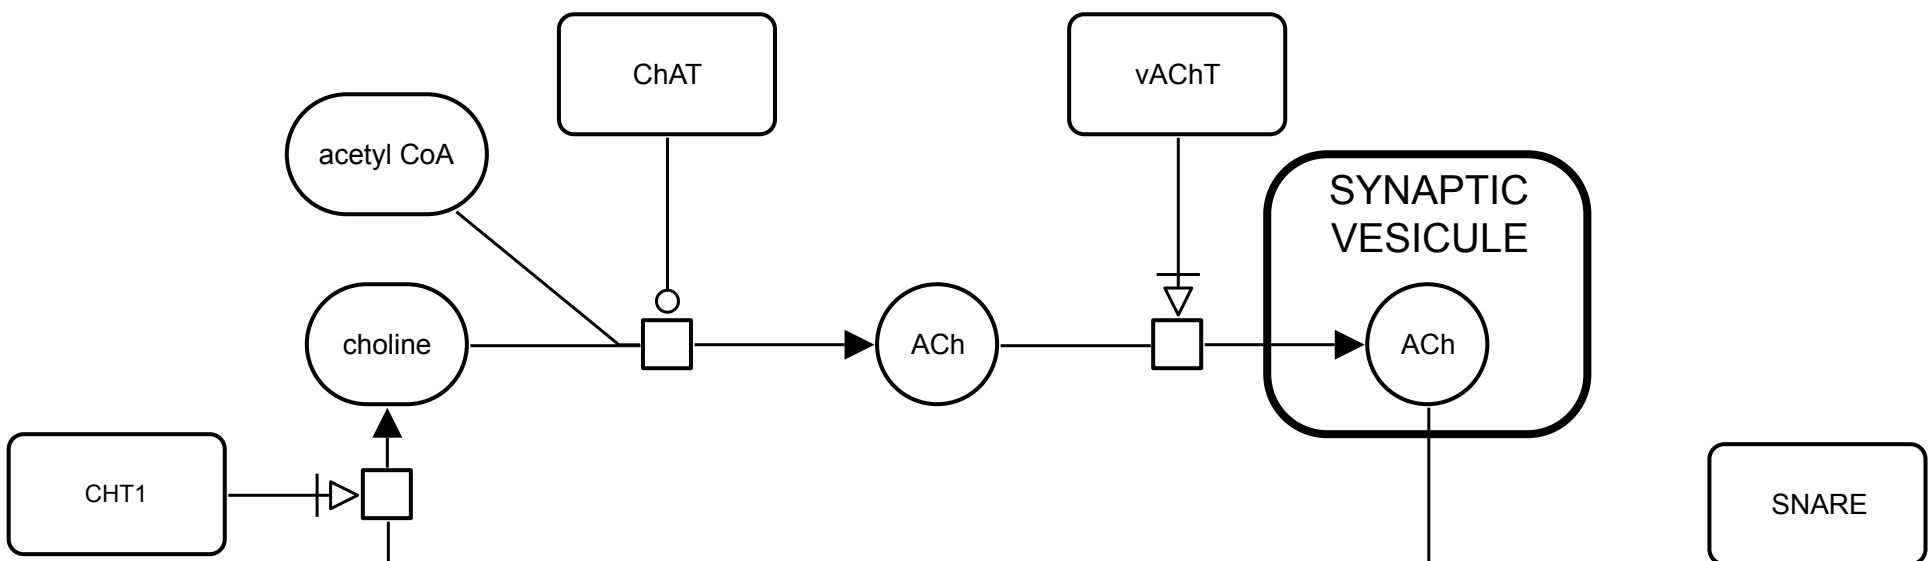 ChAT
vAChT
acetyl CoA
SYNAPTIC
VESICULE
choline
ACh
ACh
CHT1
SNARE